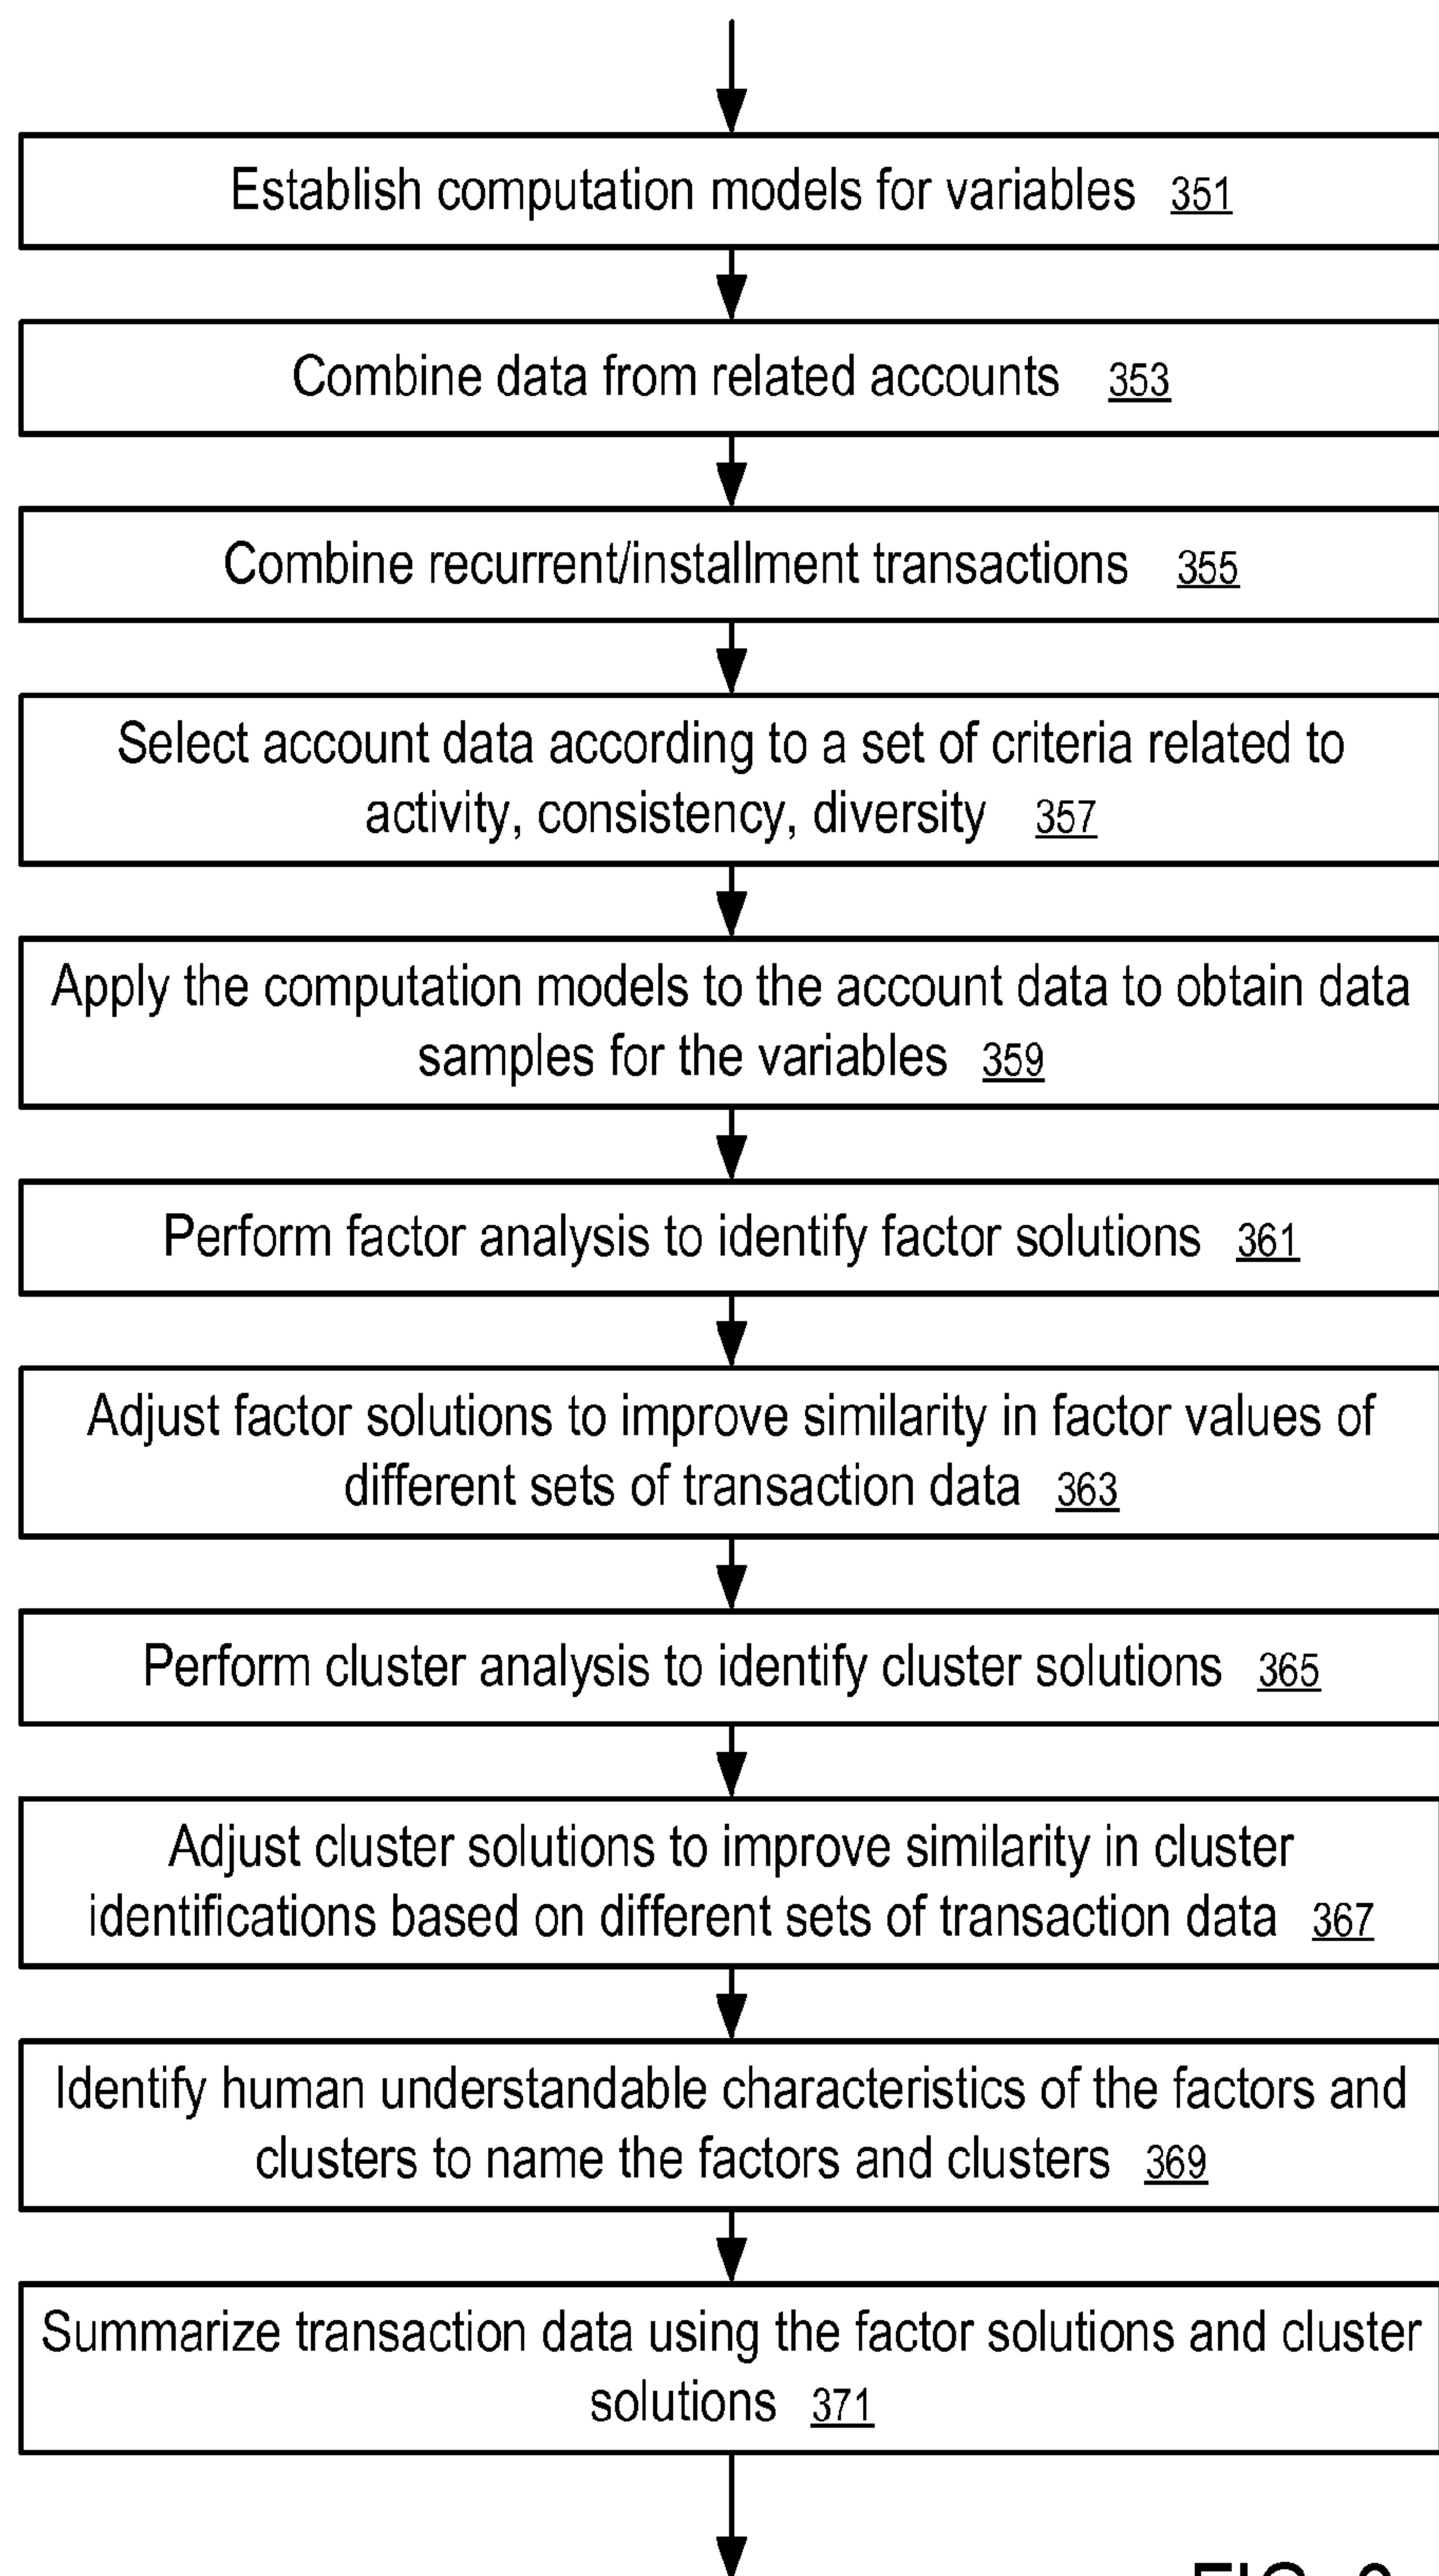 Establish computation models for variables 351
Combine data from related accounts 353
Combine recurrent/installment transactions 355
Select account data according to a set of criteria related to
activity, consistency, diversity 357
Apply the computation models to the account data to obtain data
samples for the variables 359
Perform factor analysis to identify factor solutions 361
Adjust factor solutions to improve similarity in factor values of
different sets of transaction data 363
Perform cluster analysis to identify cluster solutions 365
Adjust cluster solutions to improve similarity in cluster
identifications based on different sets of transaction data 367
Identify human understandable characteristics of the factors and
clusters to name the factors and clusters 369
Summarize transaction data using the factor solutions and cluster
solutions 371